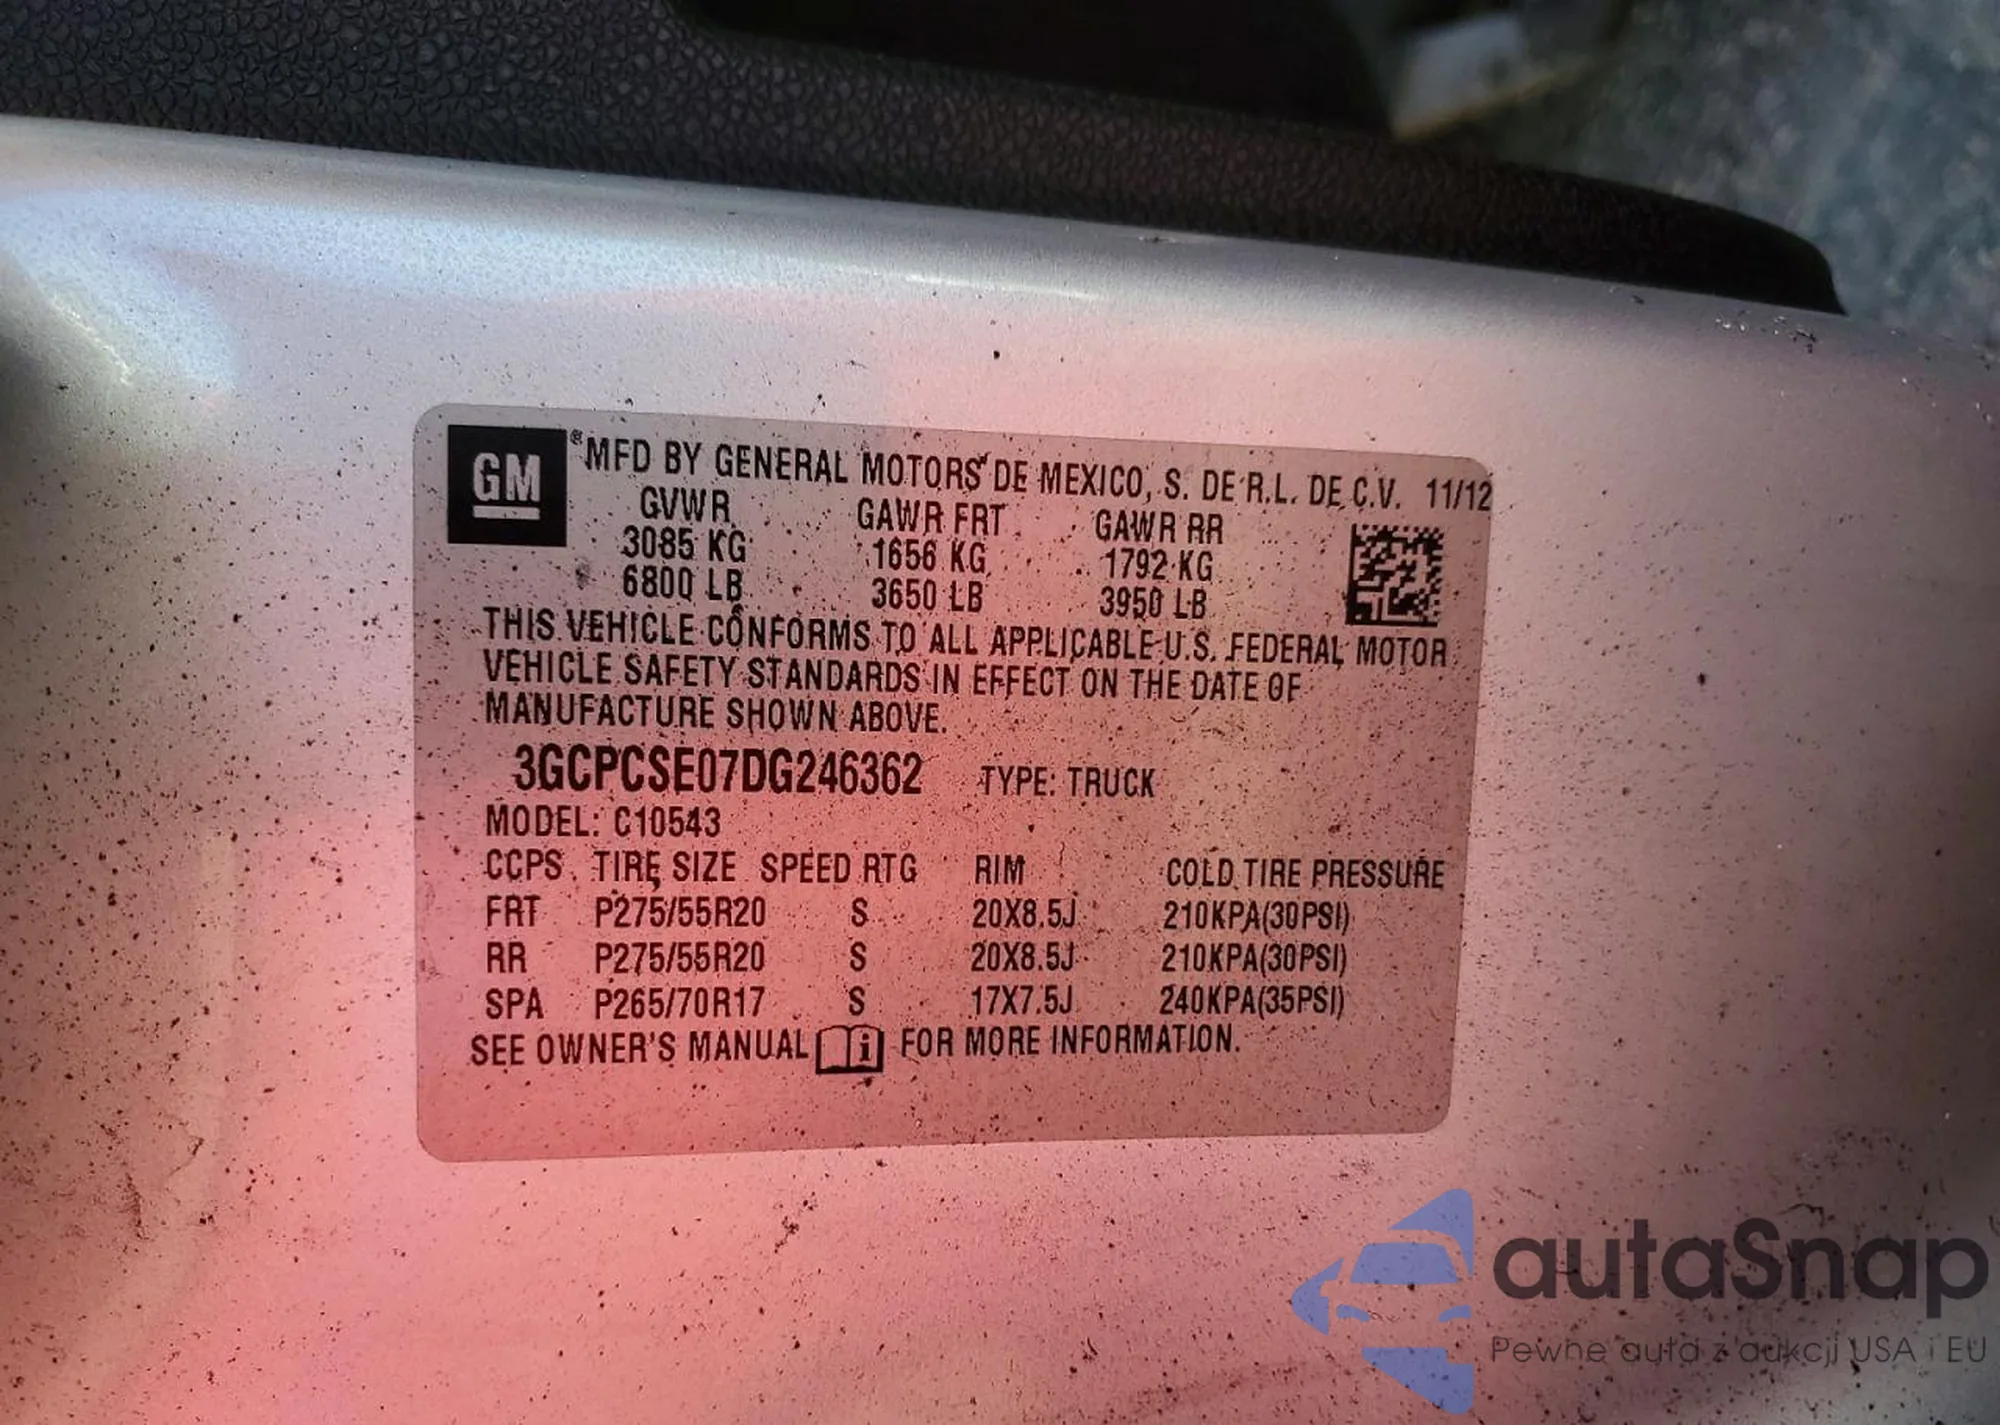 GM
® MFD BY GENERAL MOTORS DE MEXICO, S. DE R.L. DE C.V. 11/12
GVWR GAWR FRT GAWR RR
3085 KG 1656 KG 1792 KG
6800 LB 3650 LB 3950 LB
THIS VEHICLE CONFORMS TO ALL APPLICABLE U.S. FEDERAL MOTOR
VEHICLE SAFETY STANDARDS IN EFFECT ON THE DATE OF
MANUFACTURE SHOWN ABOVE.
3GCPCSE07DG246362 TYPE: TRUCK
MODEL: C10543
CCPS TIRE SIZE SPEED RTG RIM COLD TIRE PRESSURE
FRT P275/55R20 S 20X8.5J 210KPA(30PSI)
RR P275/55R20 S 20X8.5J 210KPA(30PSI)
SPA P265/70R17 S 17X7.5J 240KPA(35PSI)
SEE OWNER'S MANUAL i FOR MORE INFORMATION.
autaSnap
Pewne auta z aukcji USA i EU